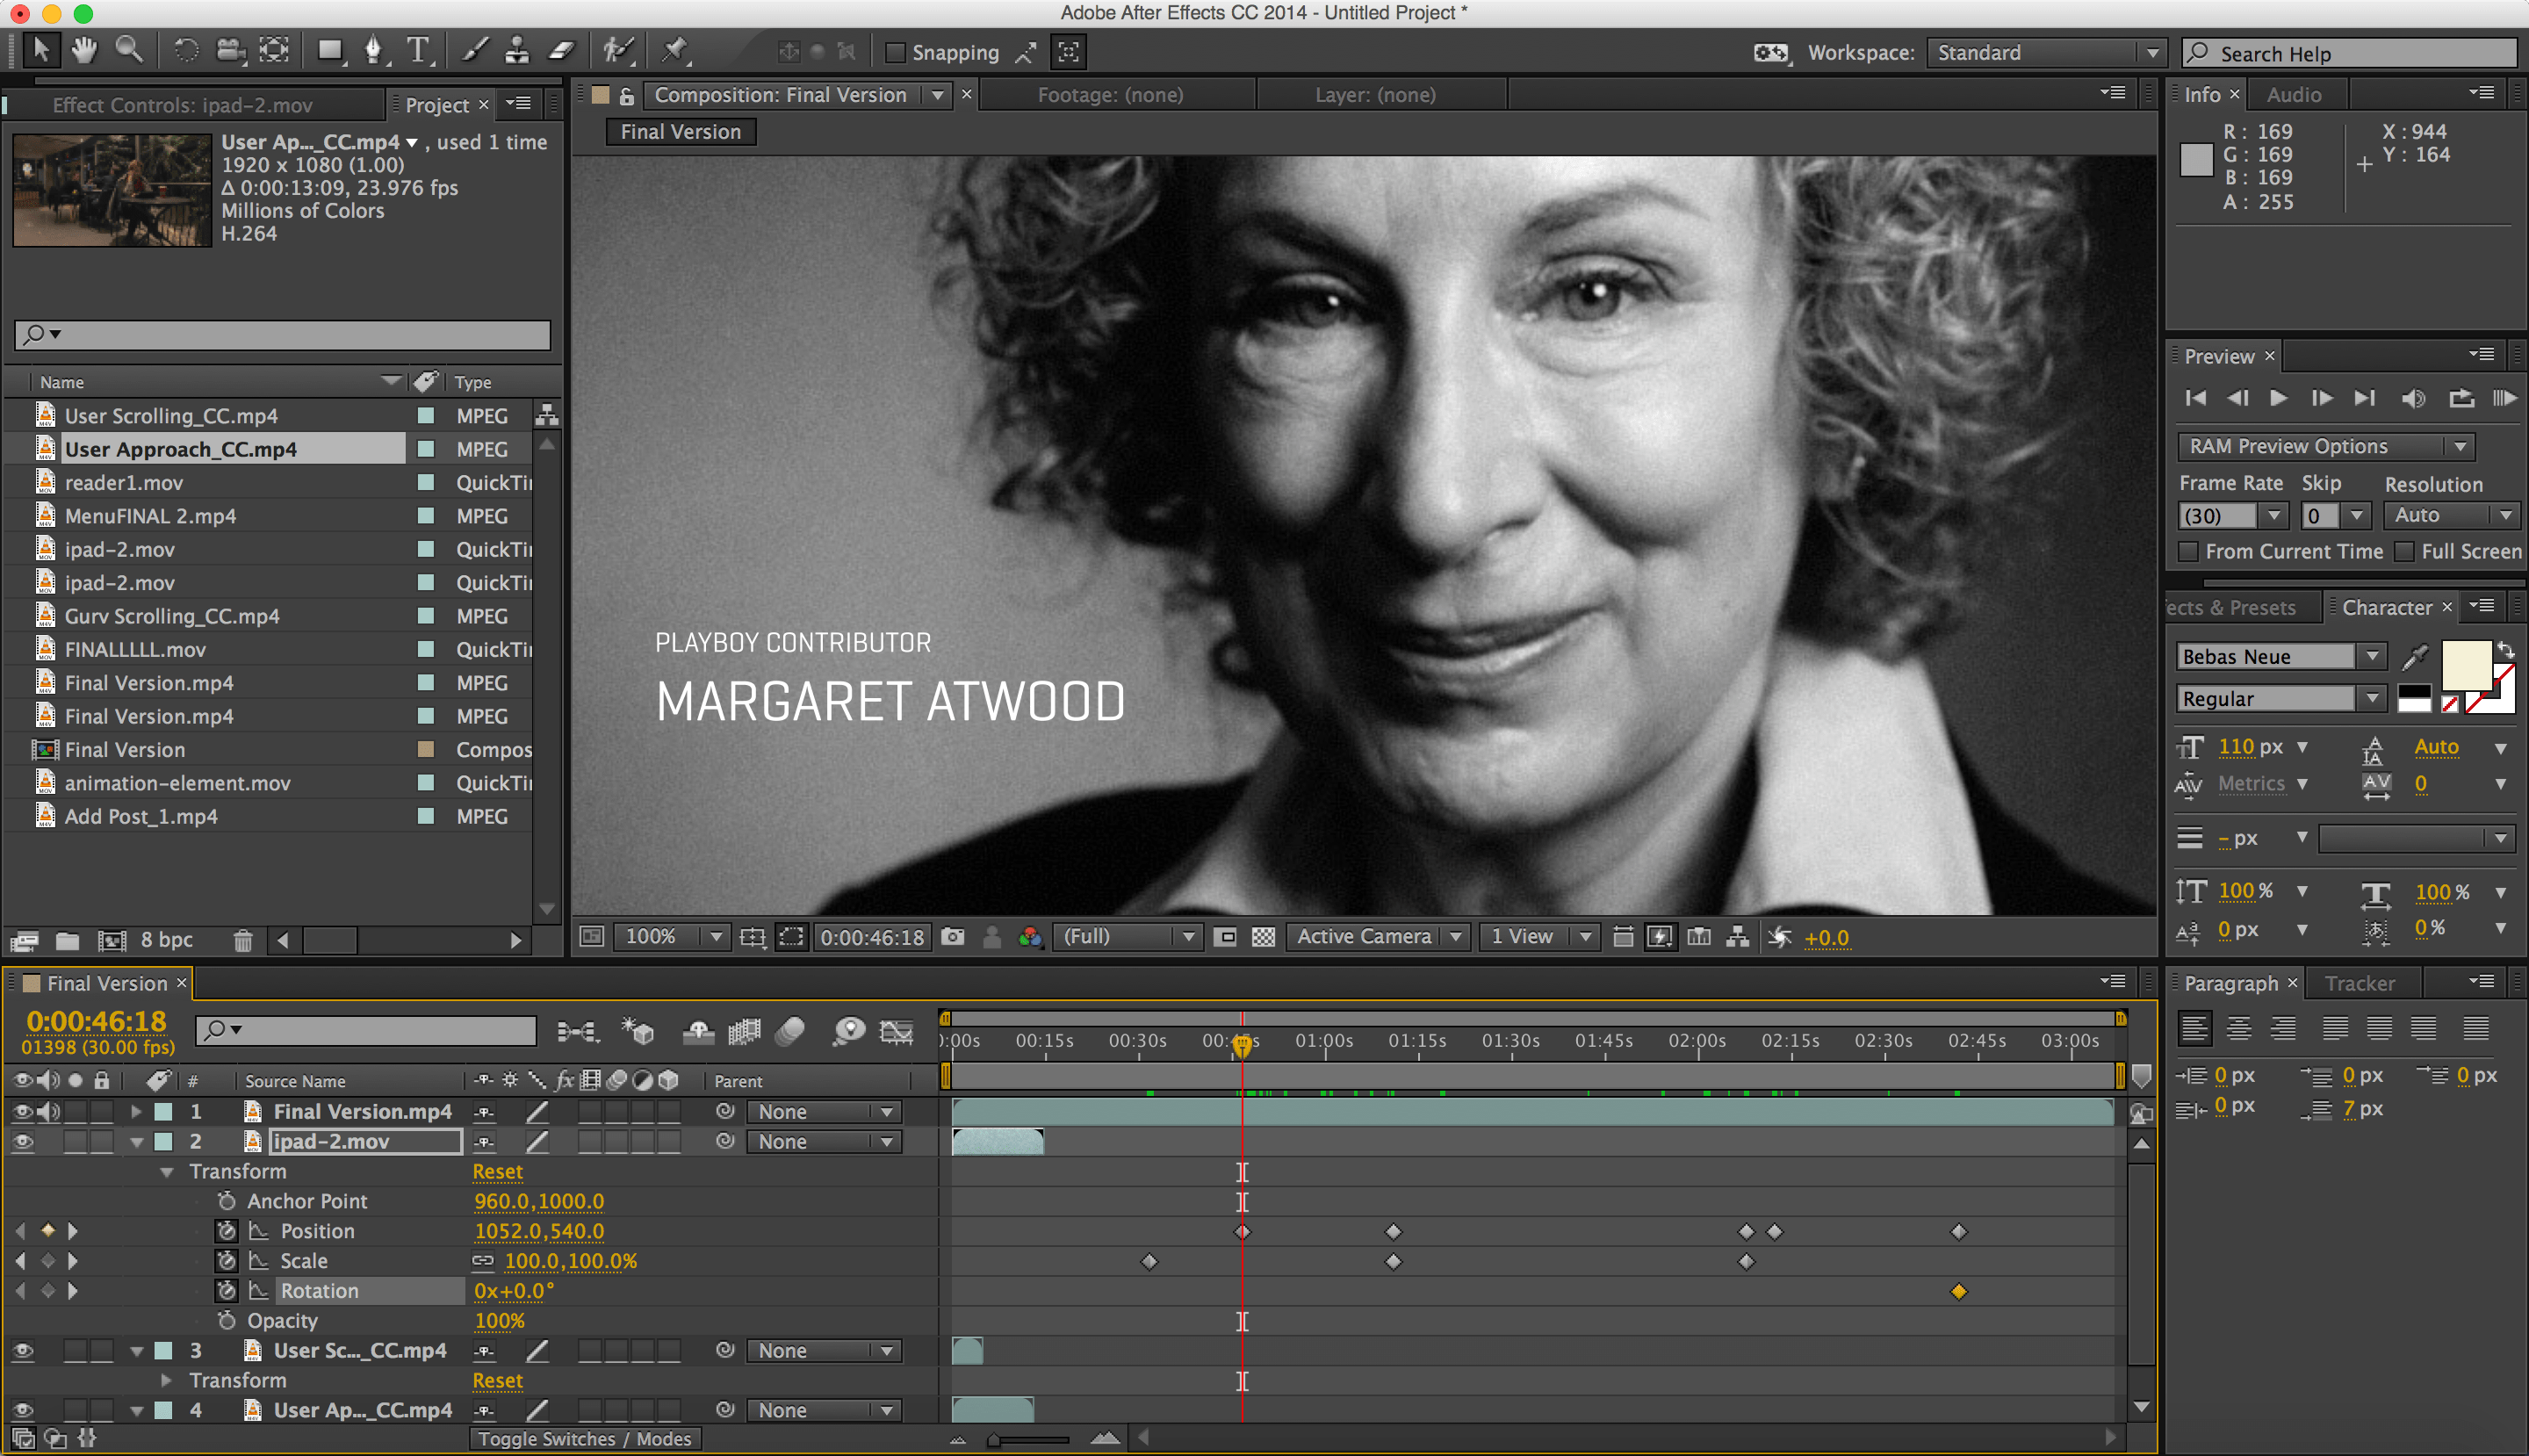 Adobe After Effects CC 2014 - Untitled Project *
Snapping
Workspace: Standard
Search Help
Effect Controls: ipad-2.mov
Project ×
User Ap..._CC.mp4 , used 1 time
1920 x 1080 (1.00)
Δ 0:00:13:09, 23.976 fps
Millions of Colors
H.264
Name Type
User Scrolling_CC.mp4 MPEG
User Approach_CC.mp4 MPEG
reader1.mov QuickTi
MenuFINAL 2.mp4 MPEG
ipad-2.mov QuickTi
ipad-2.mov QuickTi
Gurv Scrolling_CC.mp4 MPEG
FINALLLLL.mov QuickTi
Final Version.mp4 MPEG
Final Version.mp4 MPEG
Final Version Compos
animation-element.mov QuickTi
Add Post_1.mp4 MPEG
8 bpc
Composition: Final Version ×
Footage: (none)
Layer: (none)
Final Version
PLAYBOY CONTRIBUTOR
MARGARET ATWOOD
100% 0:00:46:18 (Full) Active Camera 1 View +0.0
Info × Audio
R : 169 X : 944
G : 169 Y : 164
B : 169
A : 255
Preview ×
RAM Preview Options
Frame Rate Skip Resolution
(30) 0 Auto
From Current Time Full Screen
ects & Presets Character ×
Bebas Neue
Regular
110 px Auto
Metrics 0
- px
100 % 100 %
0 px 0 %
Paragraph × Tracker
0 px 0 px 0 px
0 px 7 px
Final Version ×
0:00:46:18
01398 (30.00 fps)
):00s 00:15s 00:30s 01:00s 01:15s 01:30s 01:45s 02:00s 02:15s 02:30s 02:45s 03:00s
# Source Name fx Parent
1 Final Version.mp4 None
2 ipad-2.mov None
Transform Reset
Anchor Point 960.0,1000.0
Position 1052.0,540.0
Scale 100.0,100.0%
Rotation 0x+0.0°
Opacity 100%
3 User Sc..._CC.mp4 None
Transform Reset
4 User Ap..._CC.mp4 None
Toggle Switches / Modes